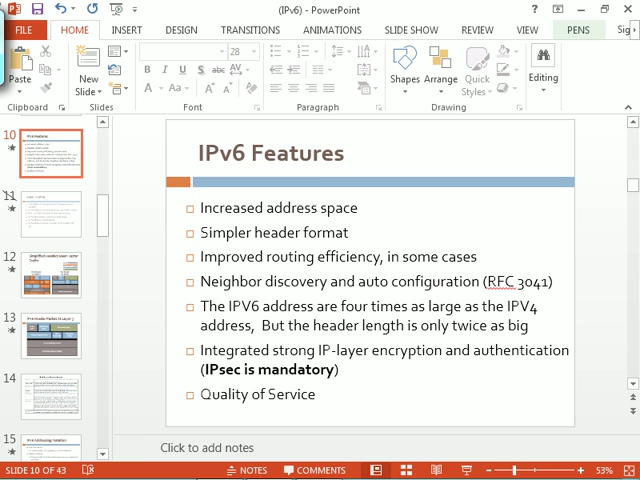 (IPv6) - PowerPoint
FILE HOME INSERT DESIGN TRANSITIONS ANIMATIONS SLIDE SHOW REVIEW VIEW PENS Sig
28
Paste
New
Slide
B I U S abc AV
A Aa A A
Shapes Arrange Quick
Styles
Editing
Clipboard Slides Font Paragraph Drawing
10
11
12
13
14
15
IPv6 Features
Increased address space
Simpler header format
Improved routing efficiency, in some cases
Neighbor discovery and auto configuration (RFC 3041)
The IPV6 address are four times as large as the IPV4
address, But the header length is only twice as big
Integrated strong IP-layer encryption and authentication
(IPsec is mandatory)
Quality of Service
Click to add notes
SLIDE 10 OF 43 NOTES COMMENTS 53%